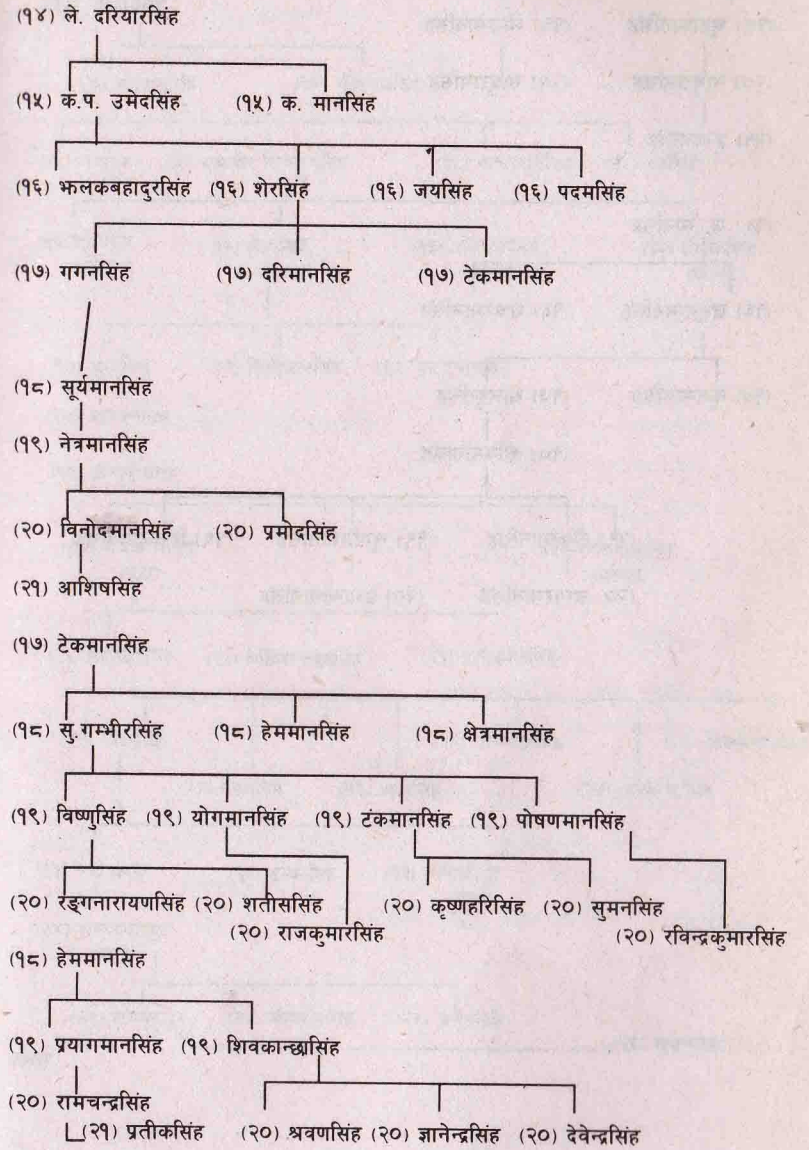 (१४) ले. दरियारसिंह
(१५) क.प. उमेदसिंह (१५) क. मानसिंह
(१६) झलकबहादुरसिंह (१६) शेरसिंह (१६) जयसिंह (१६) पदमसिंह
(१७) गगनसिंह (१७) दरिमानसिंह (१७) टेकमानसिंह
(१८) सूर्यमानसिंह
(१९) नेत्रमानसिंह
(२०) विनोदमानसिंह (२०) प्रमोदसिंह
(२१) आशिषसिंह
(१७) टेकमानसिंह
(१८) सु.गम्भीरसिंह (१८) हेममानसिंह (१८) क्षेत्रमानसिंह
(१९) विष्णुसिंह (१९) योगमानसिंह (१९) टंकमानसिंह (१९) पोषणमानसिंह
(२०) रङ्गनारायणसिंह (२०) शतीससिंह (२०) कृष्णहरिसिंह (२०) सुमनसिंह
(२०) राजकुमारसिंह (२०) रविन्द्रकुमारसिंह
(१८) हेममानसिंह
(१९) प्रयागमानसिंह (१९) शिवकान्छासिंह
(२०) रामचन्द्रसिंह
(२१) प्रतीकसिंह (२०) श्रवणसिंह (२०) ज्ञानेन्द्रसिंह (२०) देवेन्द्रसिंह